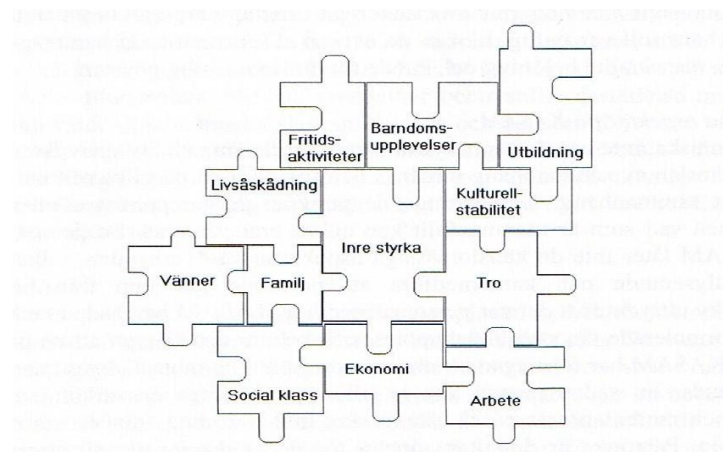 Fritids-
aktiviteter
Barndoms-
upplevelser
Utbildning
Livsåskådning
Kulturell-
stabilitet
Inre styrka
Vänner
Familj
Tro
Ekonomi
Social klass
Arbete